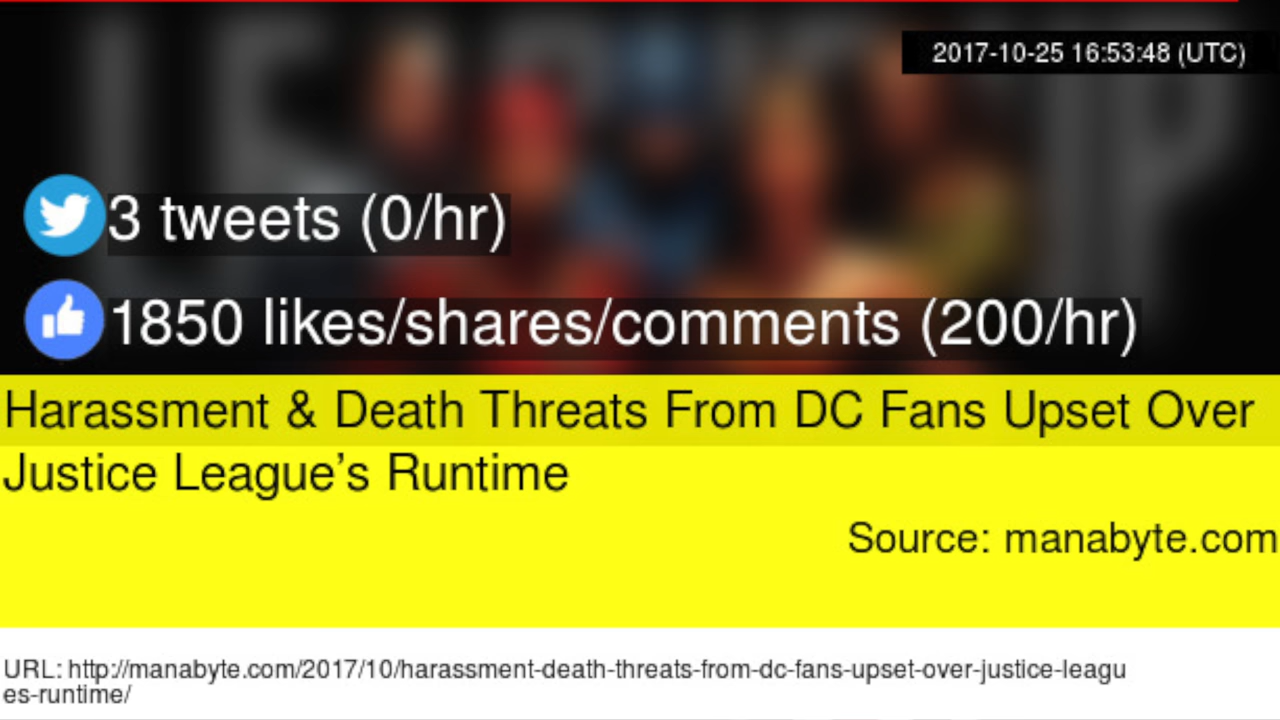 2017-10-25 16:53:48 (UTC)
3 tweets (0/hr)
1850 likes/shares/comments (200/hr)
Harassment & Death Threats From DC Fans Upset Over
Justice League’s Runtime
Source: manabyte.com
URL: http://manabyte.com/2017/10/harassment-death-threats-from-dc-fans-upset-over-justice-leagu
es-runtime/